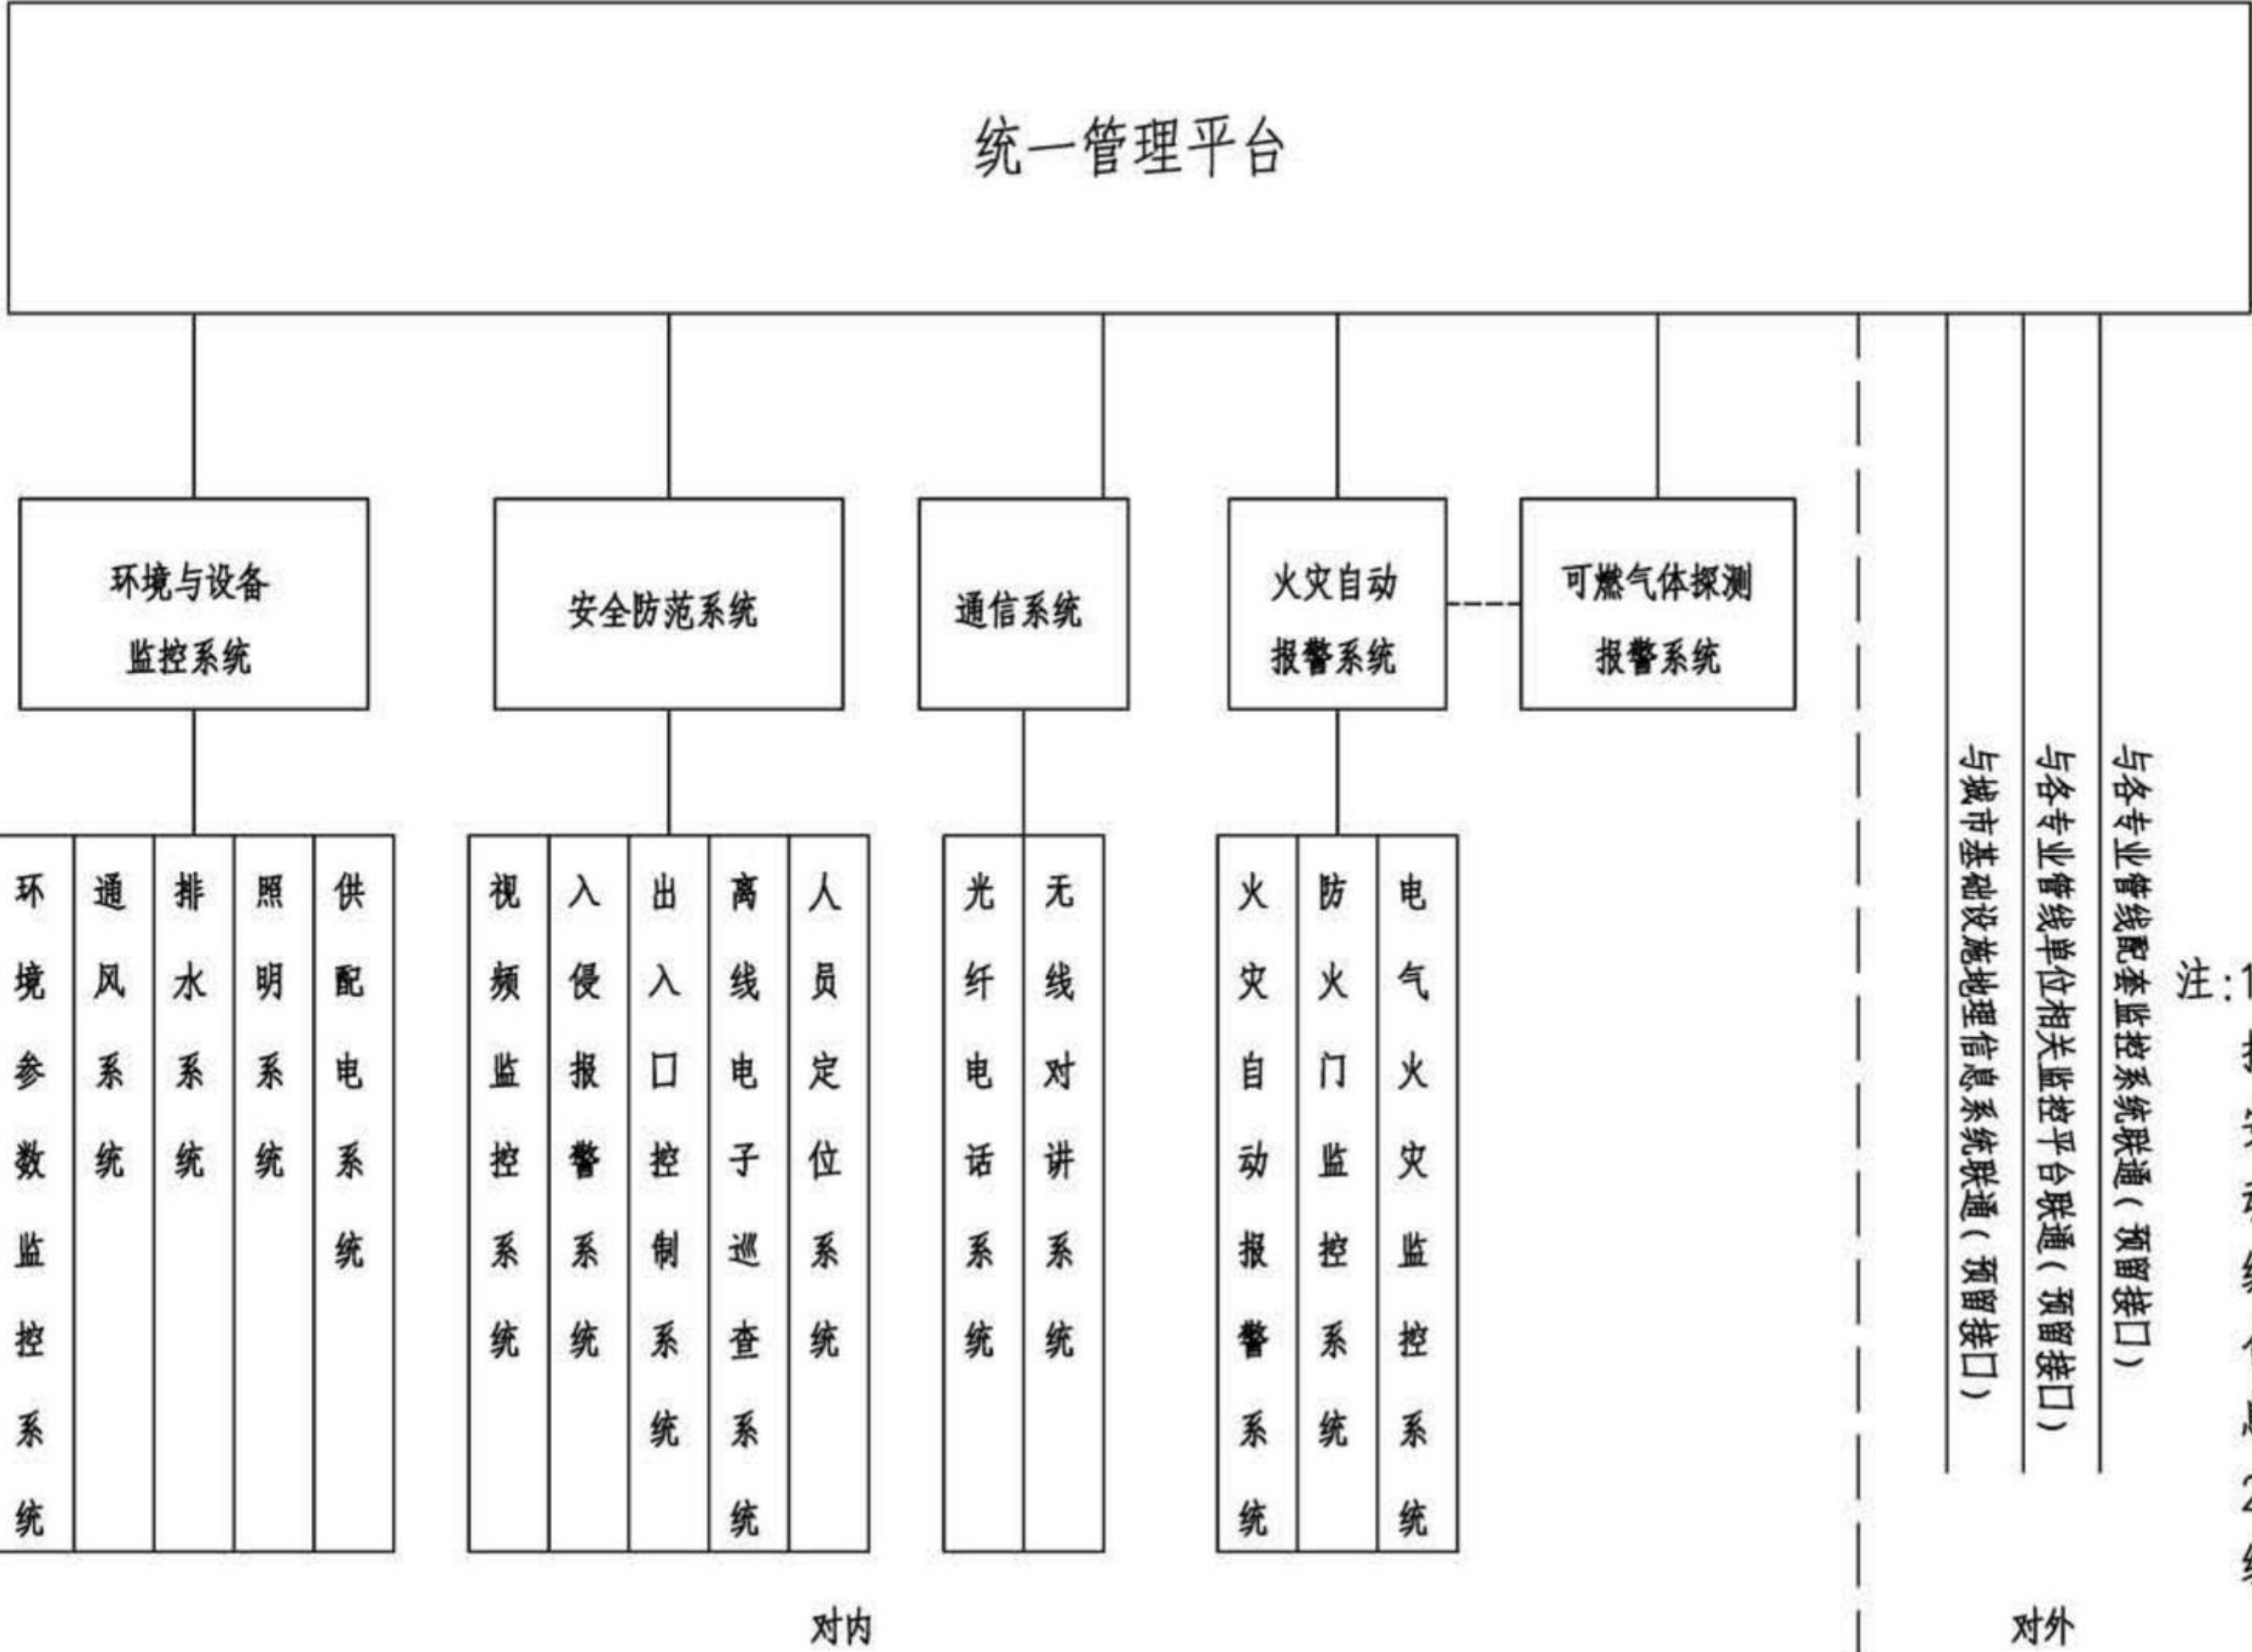 统一管理平台
环境与设备
监控系统
安全防范系统
通信系统
火灾自动
报警系统
可燃气体探测
报警系统
环境参数监控系统
通风系统
排水系统
照明系统
供配电系统
视频监控系统
入侵报警系统
出入口控制系统
离线电子巡查系统
人员定位系统
光纤电话系统
无线对讲系统
火灾自动报警系统
防火门监控系统
电气火灾监控系统
与城市基础设施地理信息系统联通(预留接口)
与各专业管线单位相关监控平台联通(预留接口)
与各专业管线配套监控系统联通(预留接口)
注:1
2
对内
对外